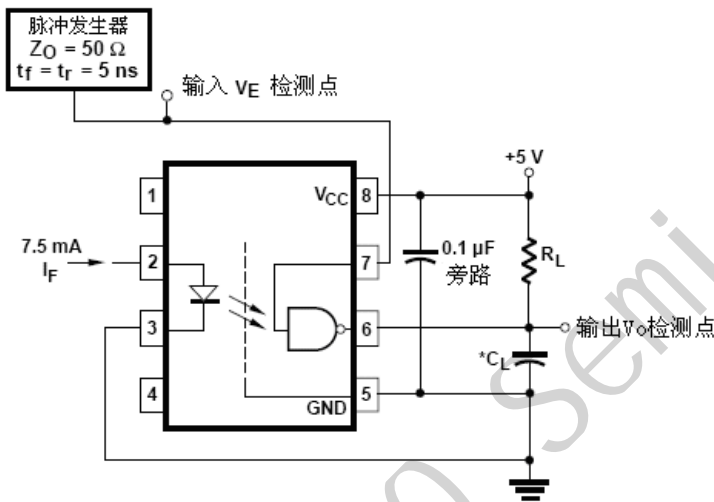 脉冲发生器
ZO = 50 Ω
tf = tr = 5 ns
输入 VE 检测点
+5 V
1
VCC
8
7.5 mA
IF
2
7
0.1 µF
旁路
RL
3
6
输出Vo检测点
*CL
4
GND
5
Semi